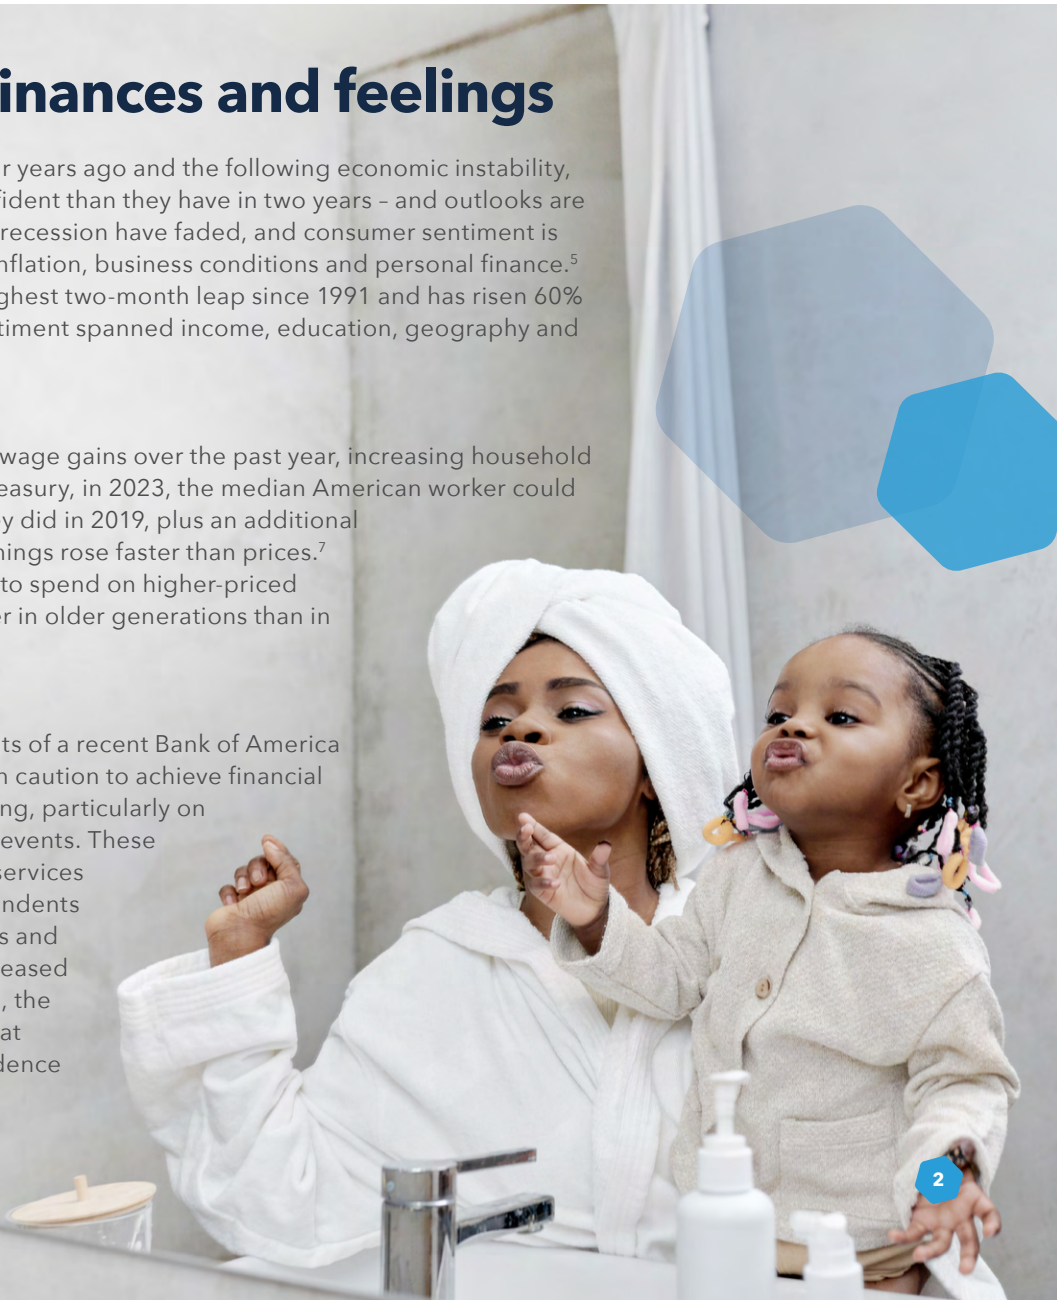 inances and feelings
r years ago and the following economic instability,
fident than they have in two years – and outlooks are
recession have faded, and consumer sentiment is
nflation, business conditions and personal finance.5
ghest two-month leap since 1991 and has risen 60%
timent spanned income, education, geography and
wage gains over the past year, increasing household
easury, in 2023, the median American worker could
y did in 2019, plus an additional
nings rose faster than prices.7
to spend on higher-priced
er in older generations than in
ts of a recent Bank of America
n caution to achieve financial
ng, particularly on
events. These
services
ndents
s and
eased
, the
at
dence
2